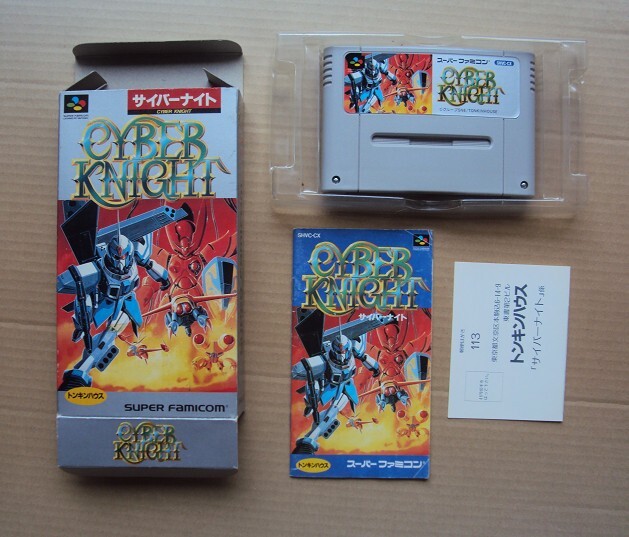 サイバーナイト
CYBER KNIGHT
CYBER
KNIGHT
トンキンハウス
SUPER FAMICOM
CYBER
KNIGHT
スーパーファミコン
SHVC-CX
CYBER
KNIGHT
SHVC-CX
CYBER
KNIGHT
サイバーナイト
トンキンハウス
スーパーファミコン
113
トンキンハウス
「サイバーナイト」係